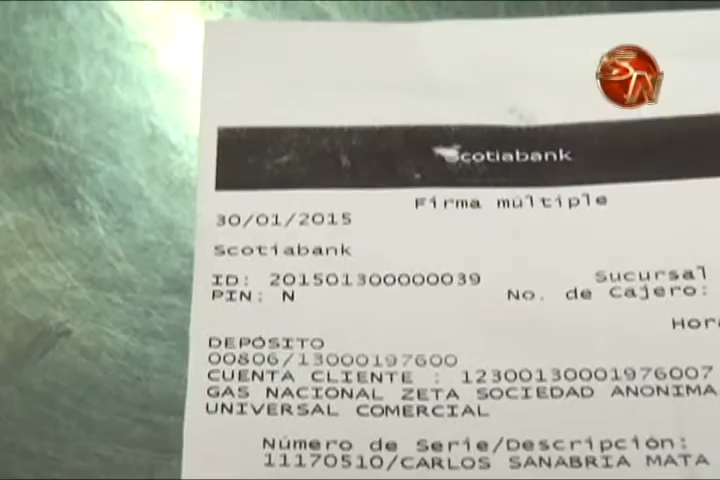 SN
Scotiabank
Firma múltiple
30/01/2015
Scotiabank
ID: 201501300000039 Sucursal
PIN: N No. de Cajero:
Hora
DEPÓSITO
00806/13000197600
CUENTA CLIENTE : 12300130001976007
GAS NACIONAL ZETA SOCIEDAD ANONIMA
UNIVERSAL COMERCIAL
Número de Serie/Descripción:
11170510/CARLOS SANABRIA MATA